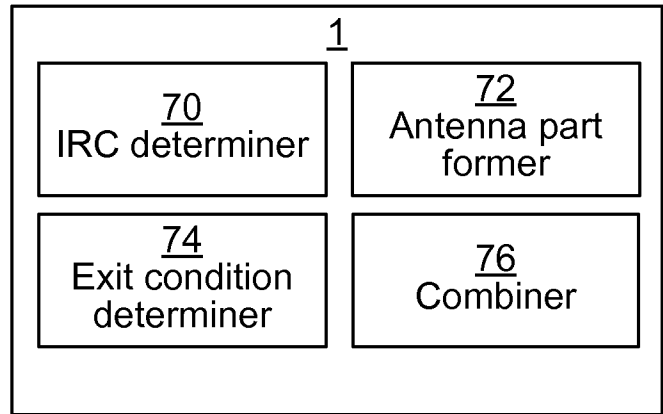 1
70
IRC determiner
72
Antenna part
former
74
Exit condition
determiner
76
Combiner